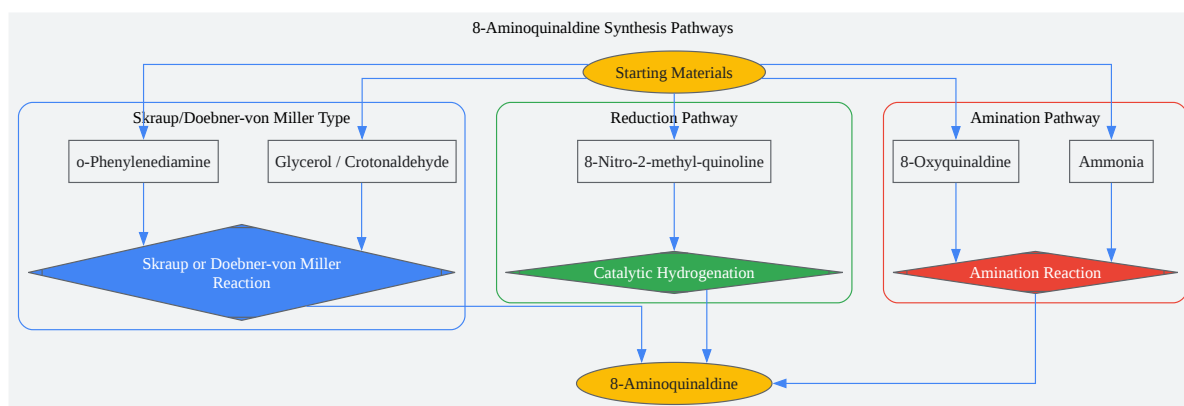 8-Aminoquinaldine Synthesis Pathways
Starting Materials
Skraup/Doebner-von Miller Type
Reduction Pathway
Amination Pathway
o-Phenylenediamine
Glycerol / Crotonaldehyde
8-Nitro-2-methyl-quinoline
8-Oxyquinaldine
Ammonia
Skraup or Doebner-von Miller
Reaction
Catalytic Hydrogenation
Amination Reaction
8-Aminoquinaldine